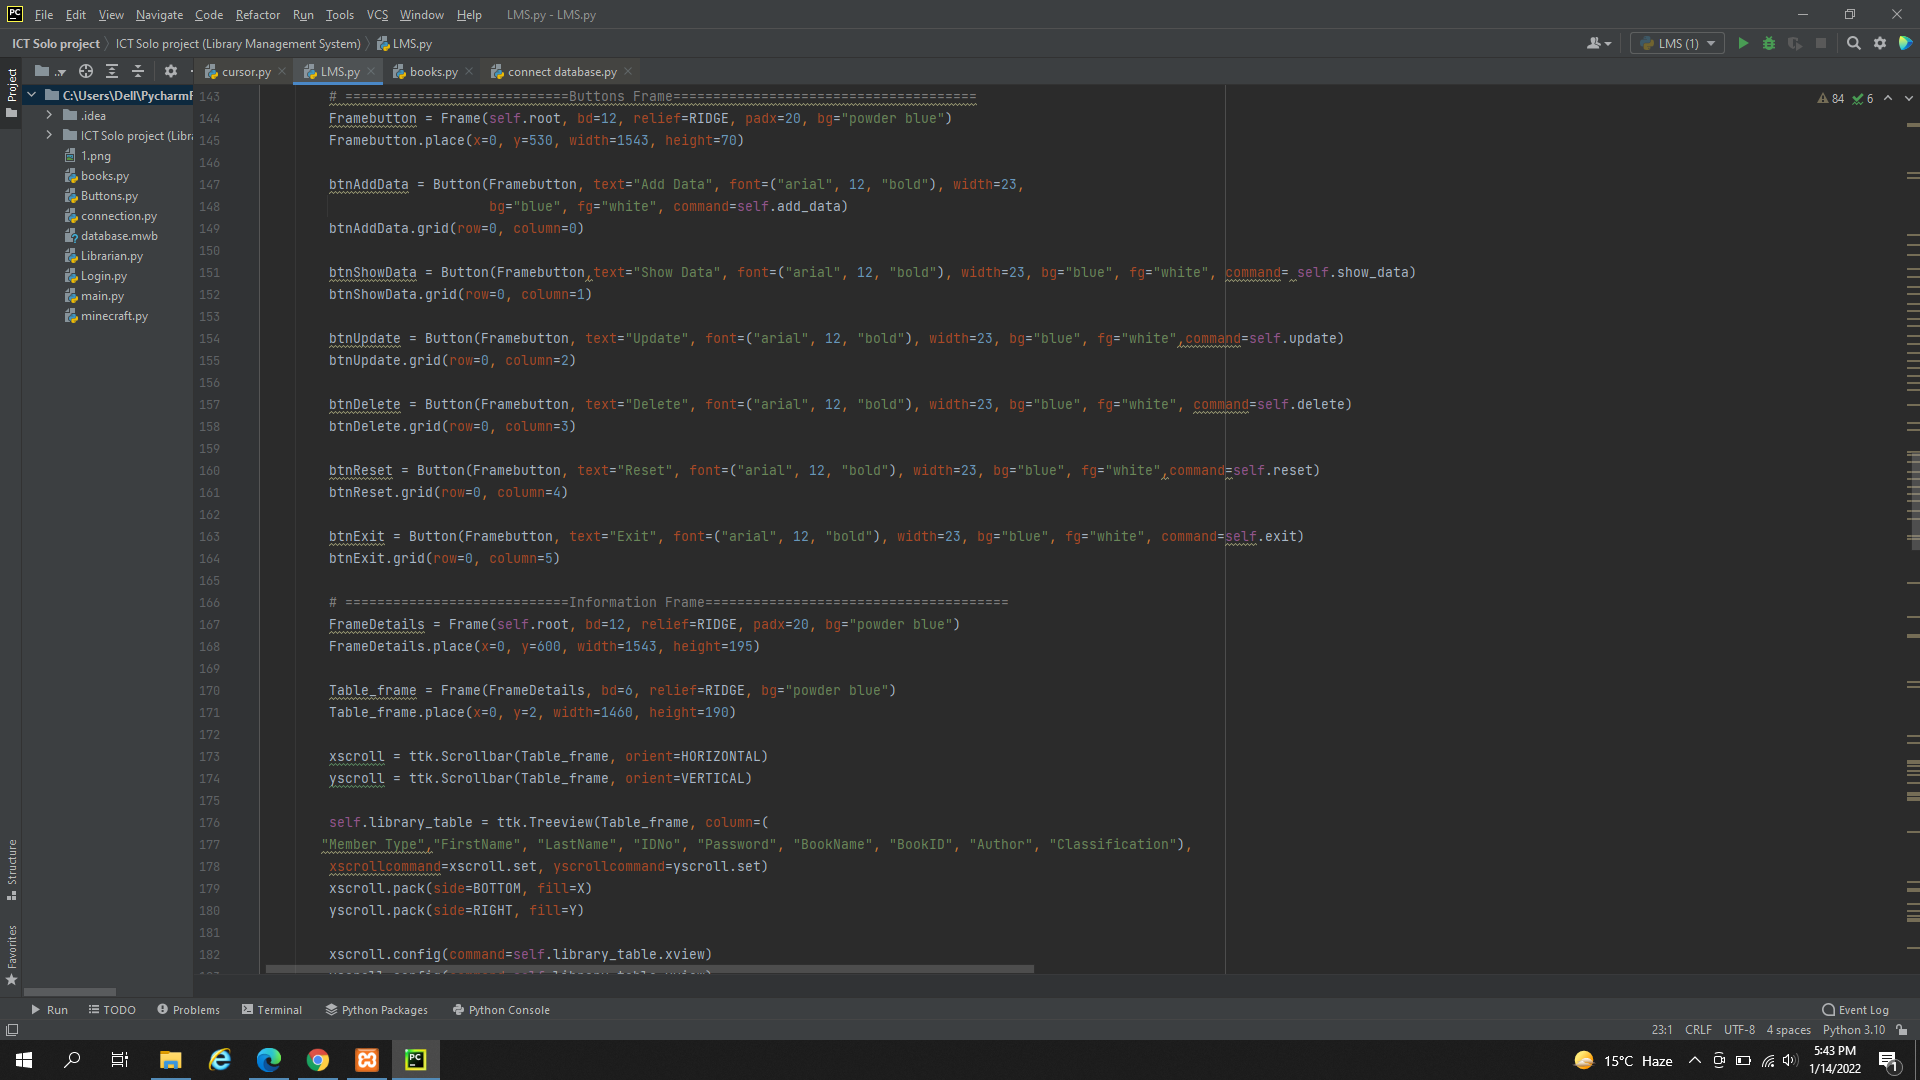 PC File Edit View Navigate Code Refactor Run Tools VCS Window Help LMS.py - LMS.py
ICT Solo project ICT Solo project (Library Management System) LMS.py LMS (1)
Project .. cursor.py LMS.py books.py connect database.py
C:\Users\Dell\PycharmP
.idea
ICT Solo project (Libra
1.png
books.py
Buttons.py
connection.py
database.mwb
Librarian.py
Login.py
main.py
minecraft.py
84 6
143 # ============================Buttons Frame======================================
144 Framebutton = Frame(self.root, bd=12, relief=RIDGE, padx=20, bg="powder blue")
145 Framebutton.place(x=0, y=530, width=1543, height=70)
146
147 btnAddData = Button(Framebutton, text="Add Data", font=("arial", 12, "bold"), width=23,
148 bg="blue", fg="white", command=self.add_data)
149 btnAddData.grid(row=0, column=0)
150
151 btnShowData = Button(Framebutton,text="Show Data", font=("arial", 12, "bold"), width=23, bg="blue", fg="white", command= self.show_data)
152 btnShowData.grid(row=0, column=1)
153
154 btnUpdate = Button(Framebutton, text="Update", font=("arial", 12, "bold"), width=23, bg="blue", fg="white",command=self.update)
155 btnUpdate.grid(row=0, column=2)
156
157 btnDelete = Button(Framebutton, text="Delete", font=("arial", 12, "bold"), width=23, bg="blue", fg="white", command=self.delete)
158 btnDelete.grid(row=0, column=3)
159
160 btnReset = Button(Framebutton, text="Reset", font=("arial", 12, "bold"), width=23, bg="blue", fg="white",command=self.reset)
161 btnReset.grid(row=0, column=4)
162
163 btnExit = Button(Framebutton, text="Exit", font=("arial", 12, "bold"), width=23, bg="blue", fg="white", command=self.exit)
164 btnExit.grid(row=0, column=5)
165
166 # ============================Information Frame======================================
167 FrameDetails = Frame(self.root, bd=12, relief=RIDGE, padx=20, bg="powder blue")
168 FrameDetails.place(x=0, y=600, width=1543, height=195)
169
170 Table_frame = Frame(FrameDetails, bd=6, relief=RIDGE, bg="powder blue")
171 Table_frame.place(x=0, y=2, width=1460, height=190)
172
173 xscroll = ttk.Scrollbar(Table_frame, orient=HORIZONTAL)
174 yscroll = ttk.Scrollbar(Table_frame, orient=VERTICAL)
175
176 self.library_table = ttk.Treeview(Table_frame, column=(
177 "Member Type","FirstName", "LastName", "IDNo", "Password", "BookName", "BookID", "Author", "Classification"),
178 xscrollcommand=xscroll.set, yscrollcommand=yscroll.set)
179 xscroll.pack(side=BOTTOM, fill=X)
180 yscroll.pack(side=RIGHT, fill=Y)
181
182 xscroll.config(command=self.library_table.xview)
Structure
Favorites
Run TODO Problems Terminal Python Packages Python Console Event Log
23:1 CRLF UTF-8 4 spaces Python 3.10
PC 15°C Haze 5:43 PM
1/14/2022 1